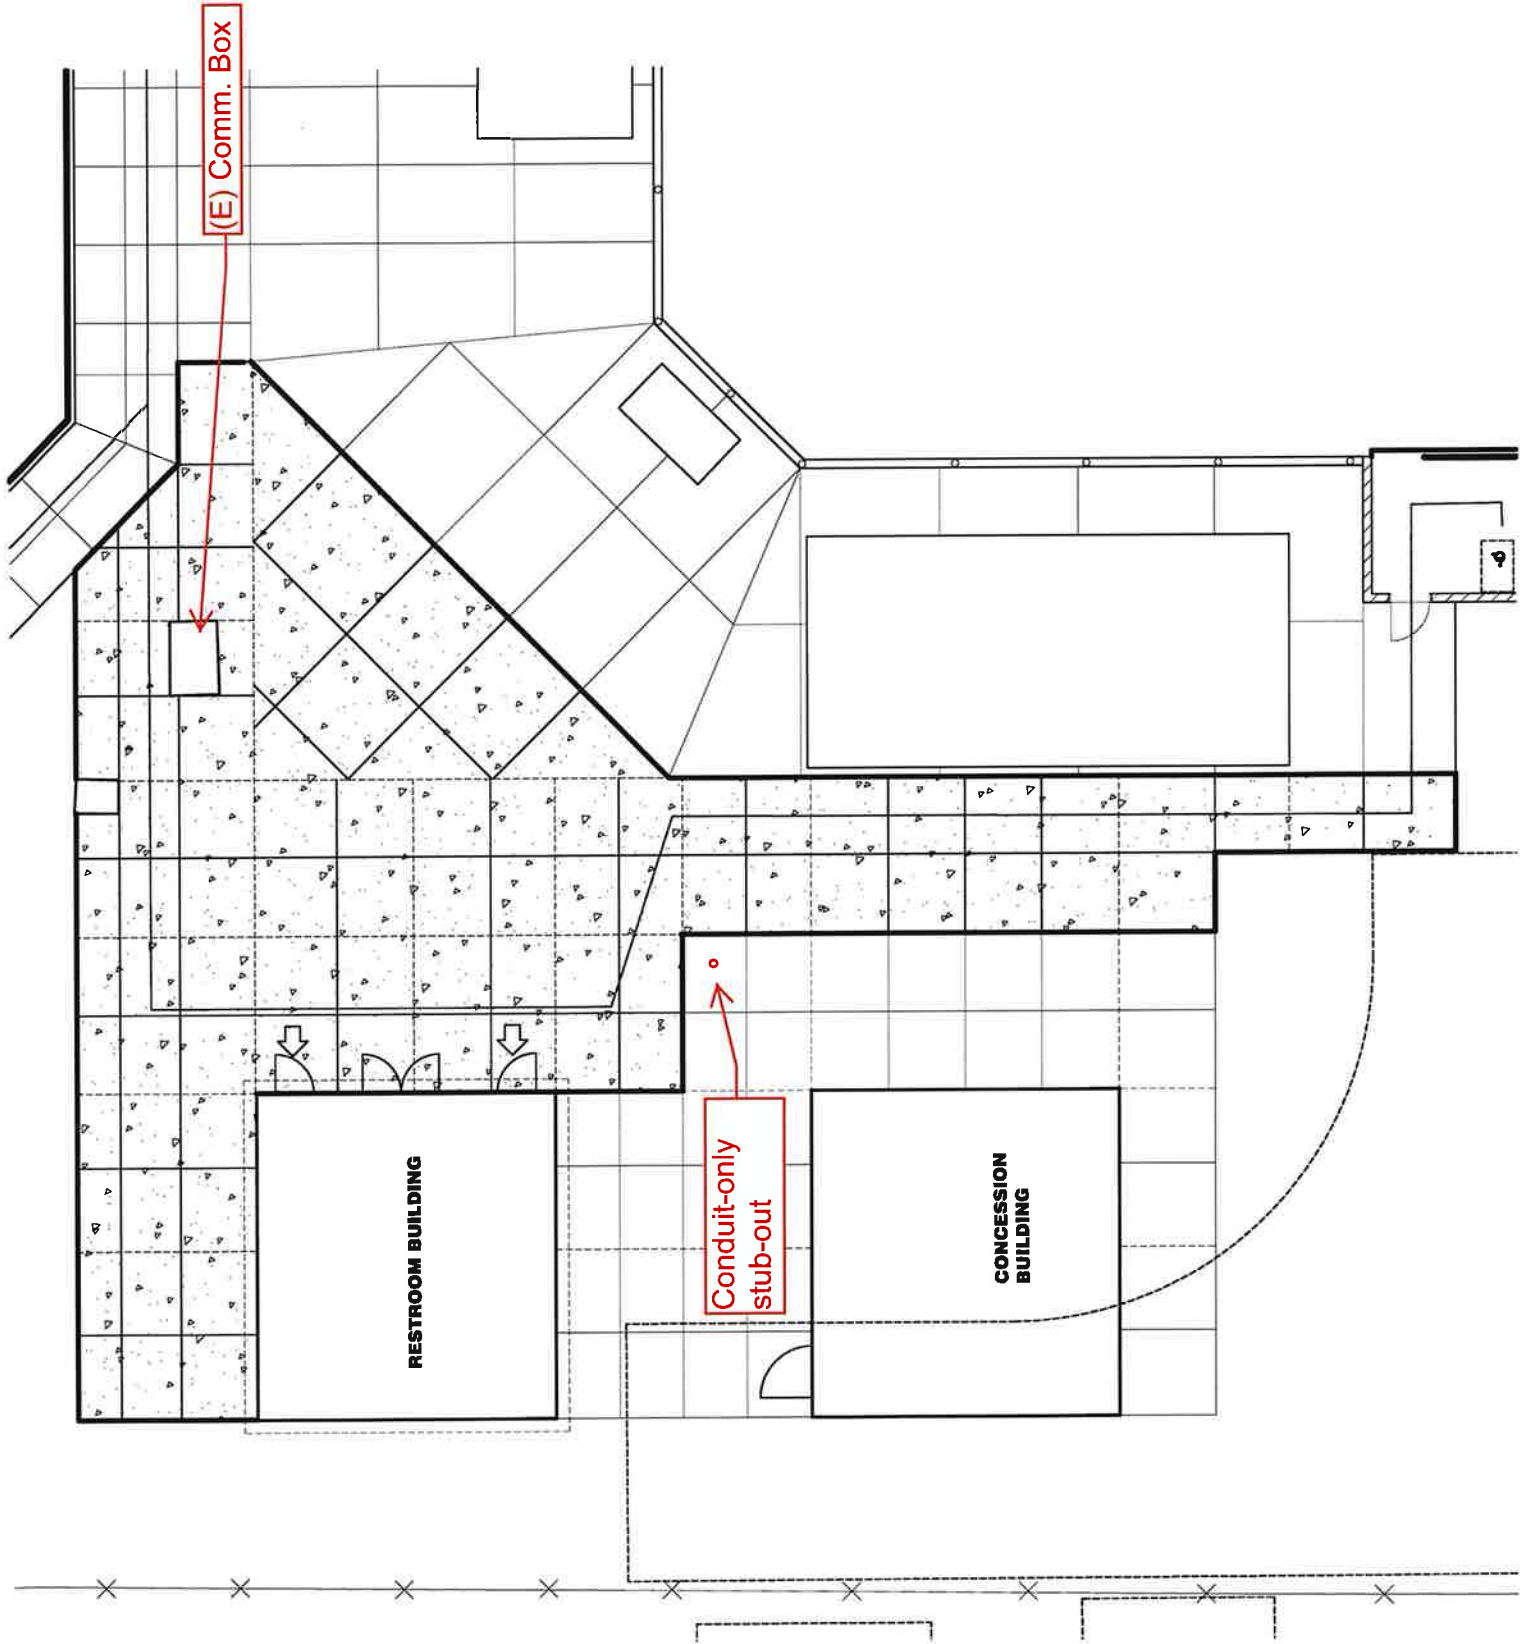 (E) Comm. Box
RESTROOM BUILDING
Conduit-only
stub-out
CONCESSION
BUILDING